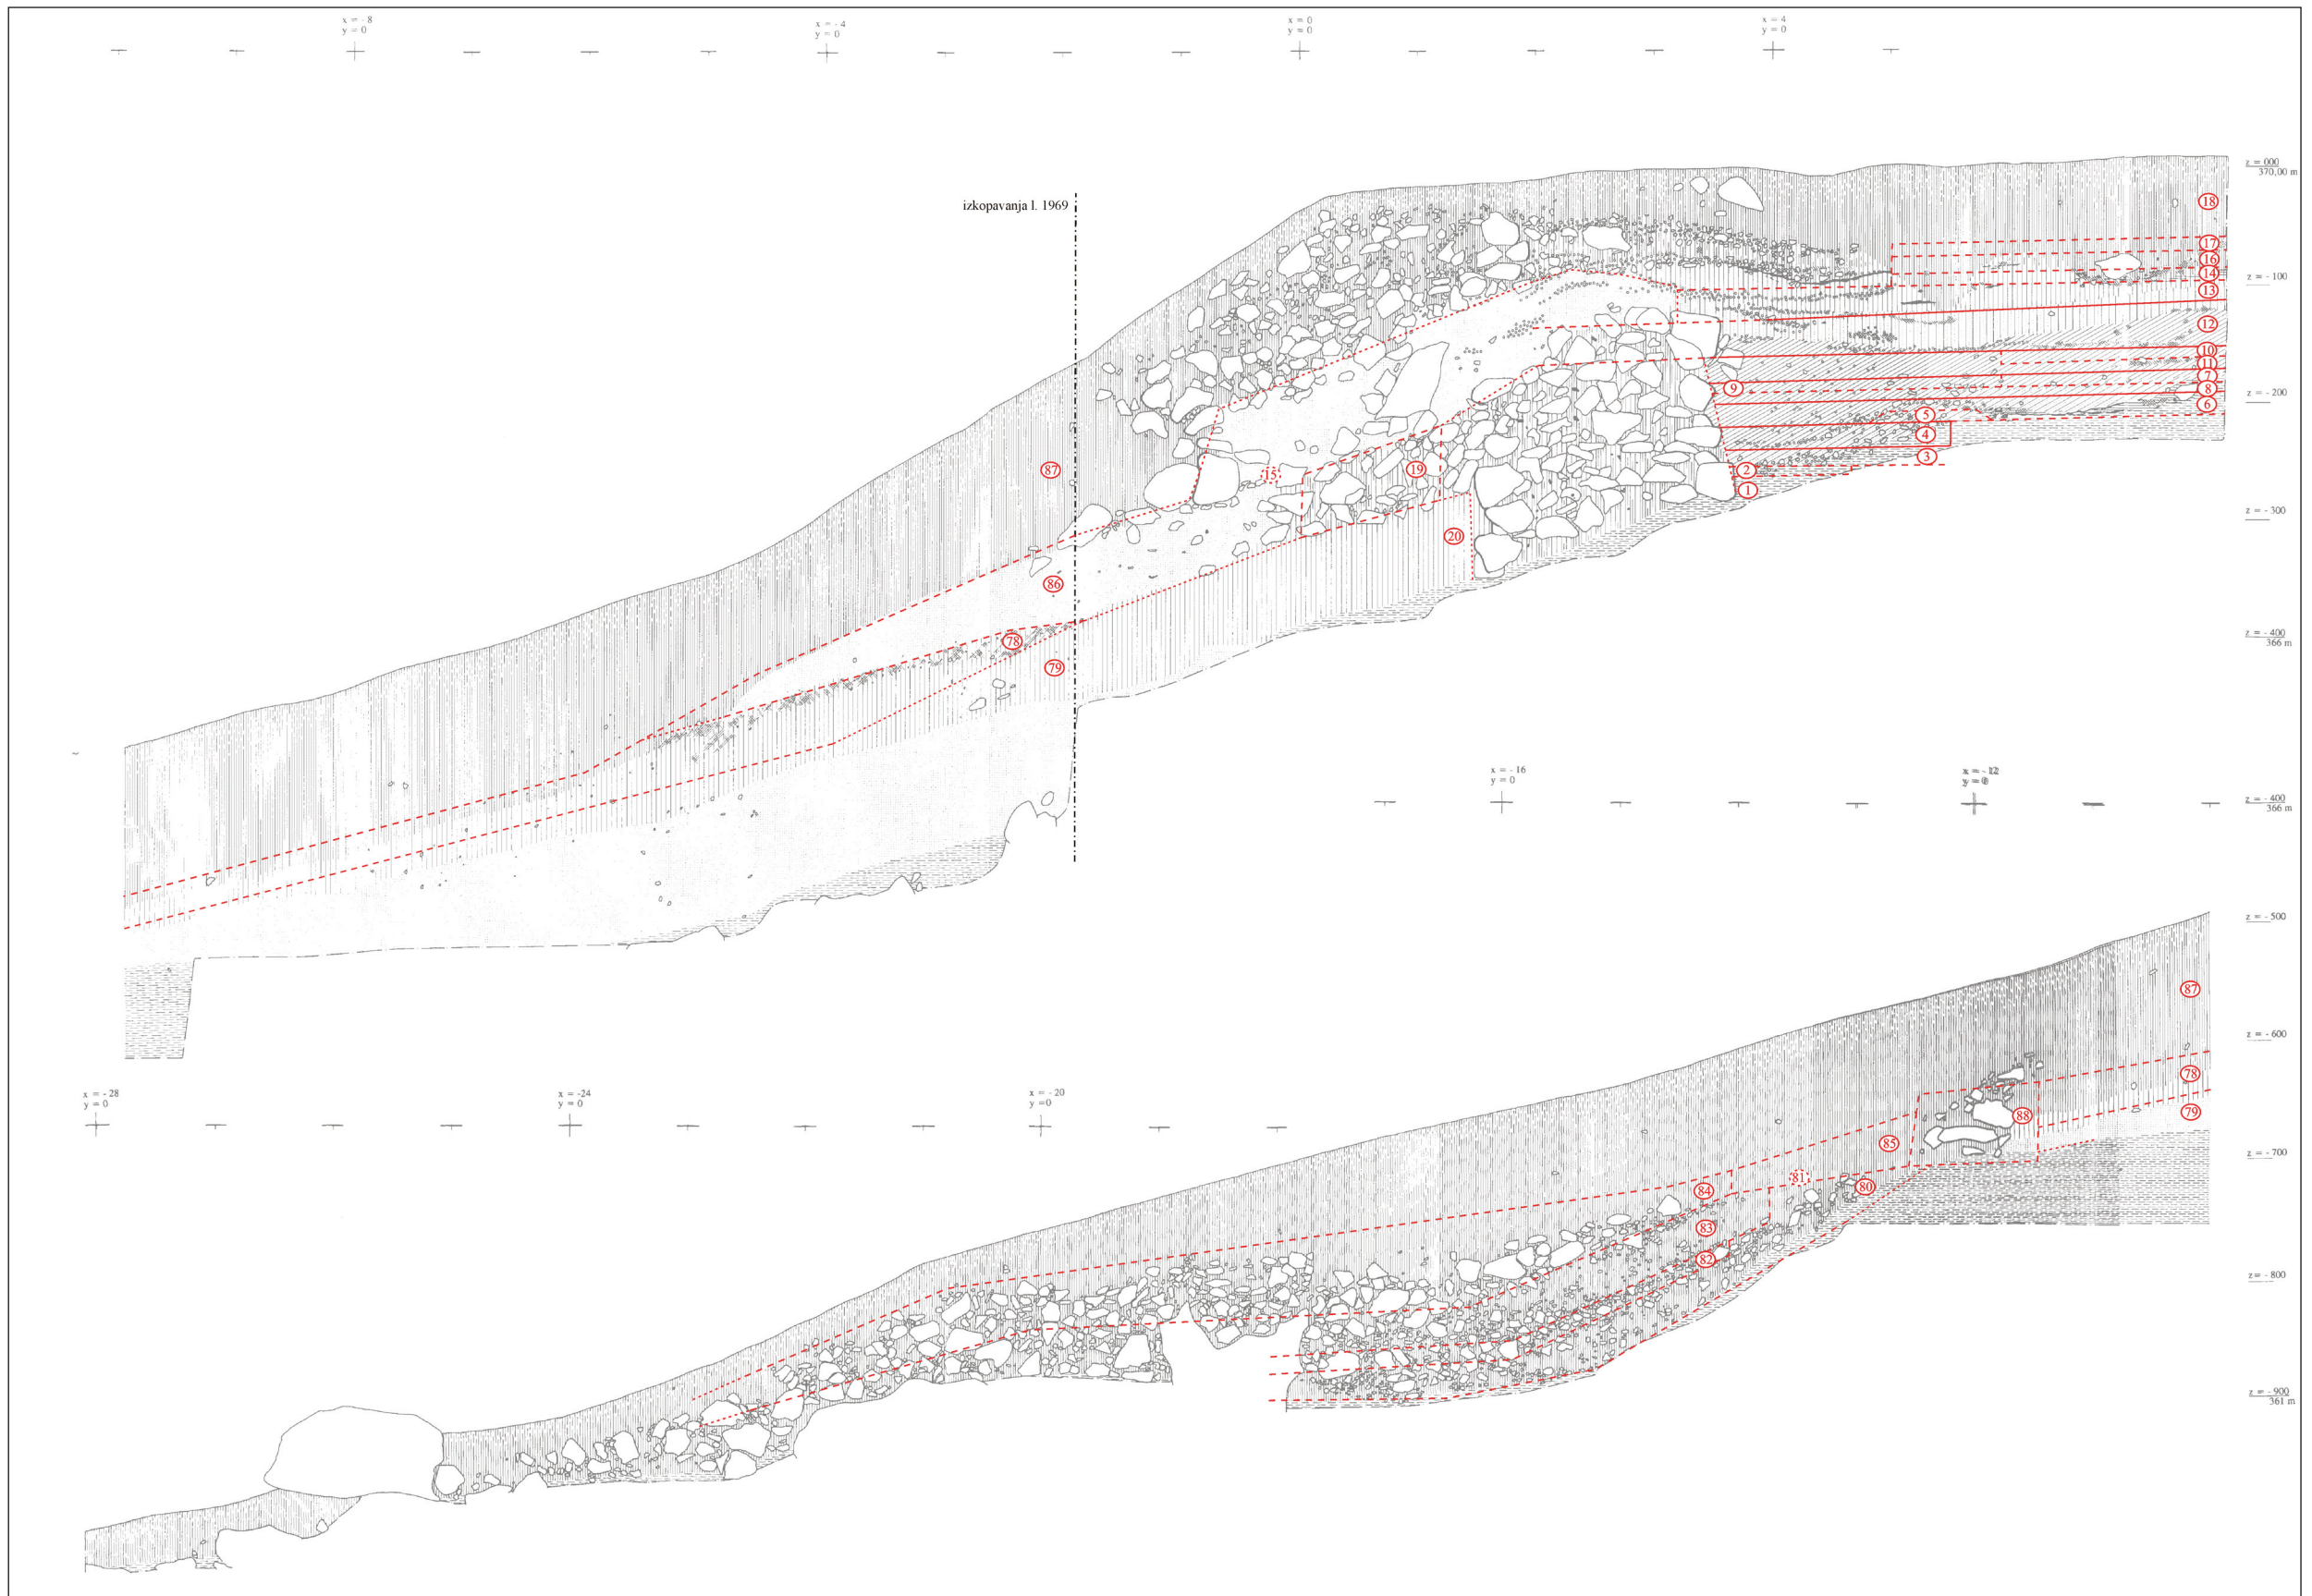 x = - 8
y = 0
x = - 4
y = 0
x = 0
y = 0
x = 4
y = 0
z = 000
370,00 m
izkopavanja l. 1969
18
17
16
14
z = - 100
13
12
10
11
7
9
8
z = - 200
6
5
4
3
87
15
19
2
1
z = - 300
20
86
z = - 400
366 m
78
79
x = - 16
y = 0
y = 0
z = - 400
366 m
z = - 500
87
z = - 600
78
x = - 28
y = 0
x = -24
y = 0
x = - 20
y =0
88
79
85
z = - 700
81
84
80
83
82
z = - 800
z = - 900
361 m